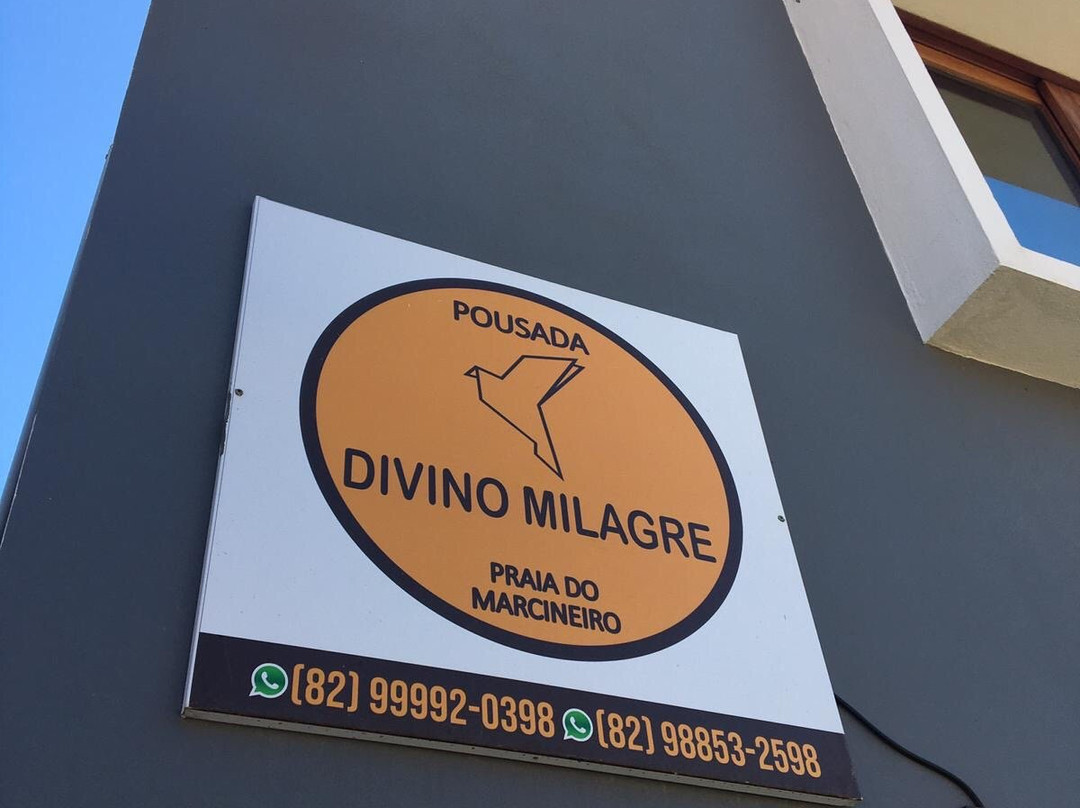 POUSADA
DIVINO MILAGRE
PRAIA DO
MARCINEIRO
(82) 99992-0398 (82) 98853-2598